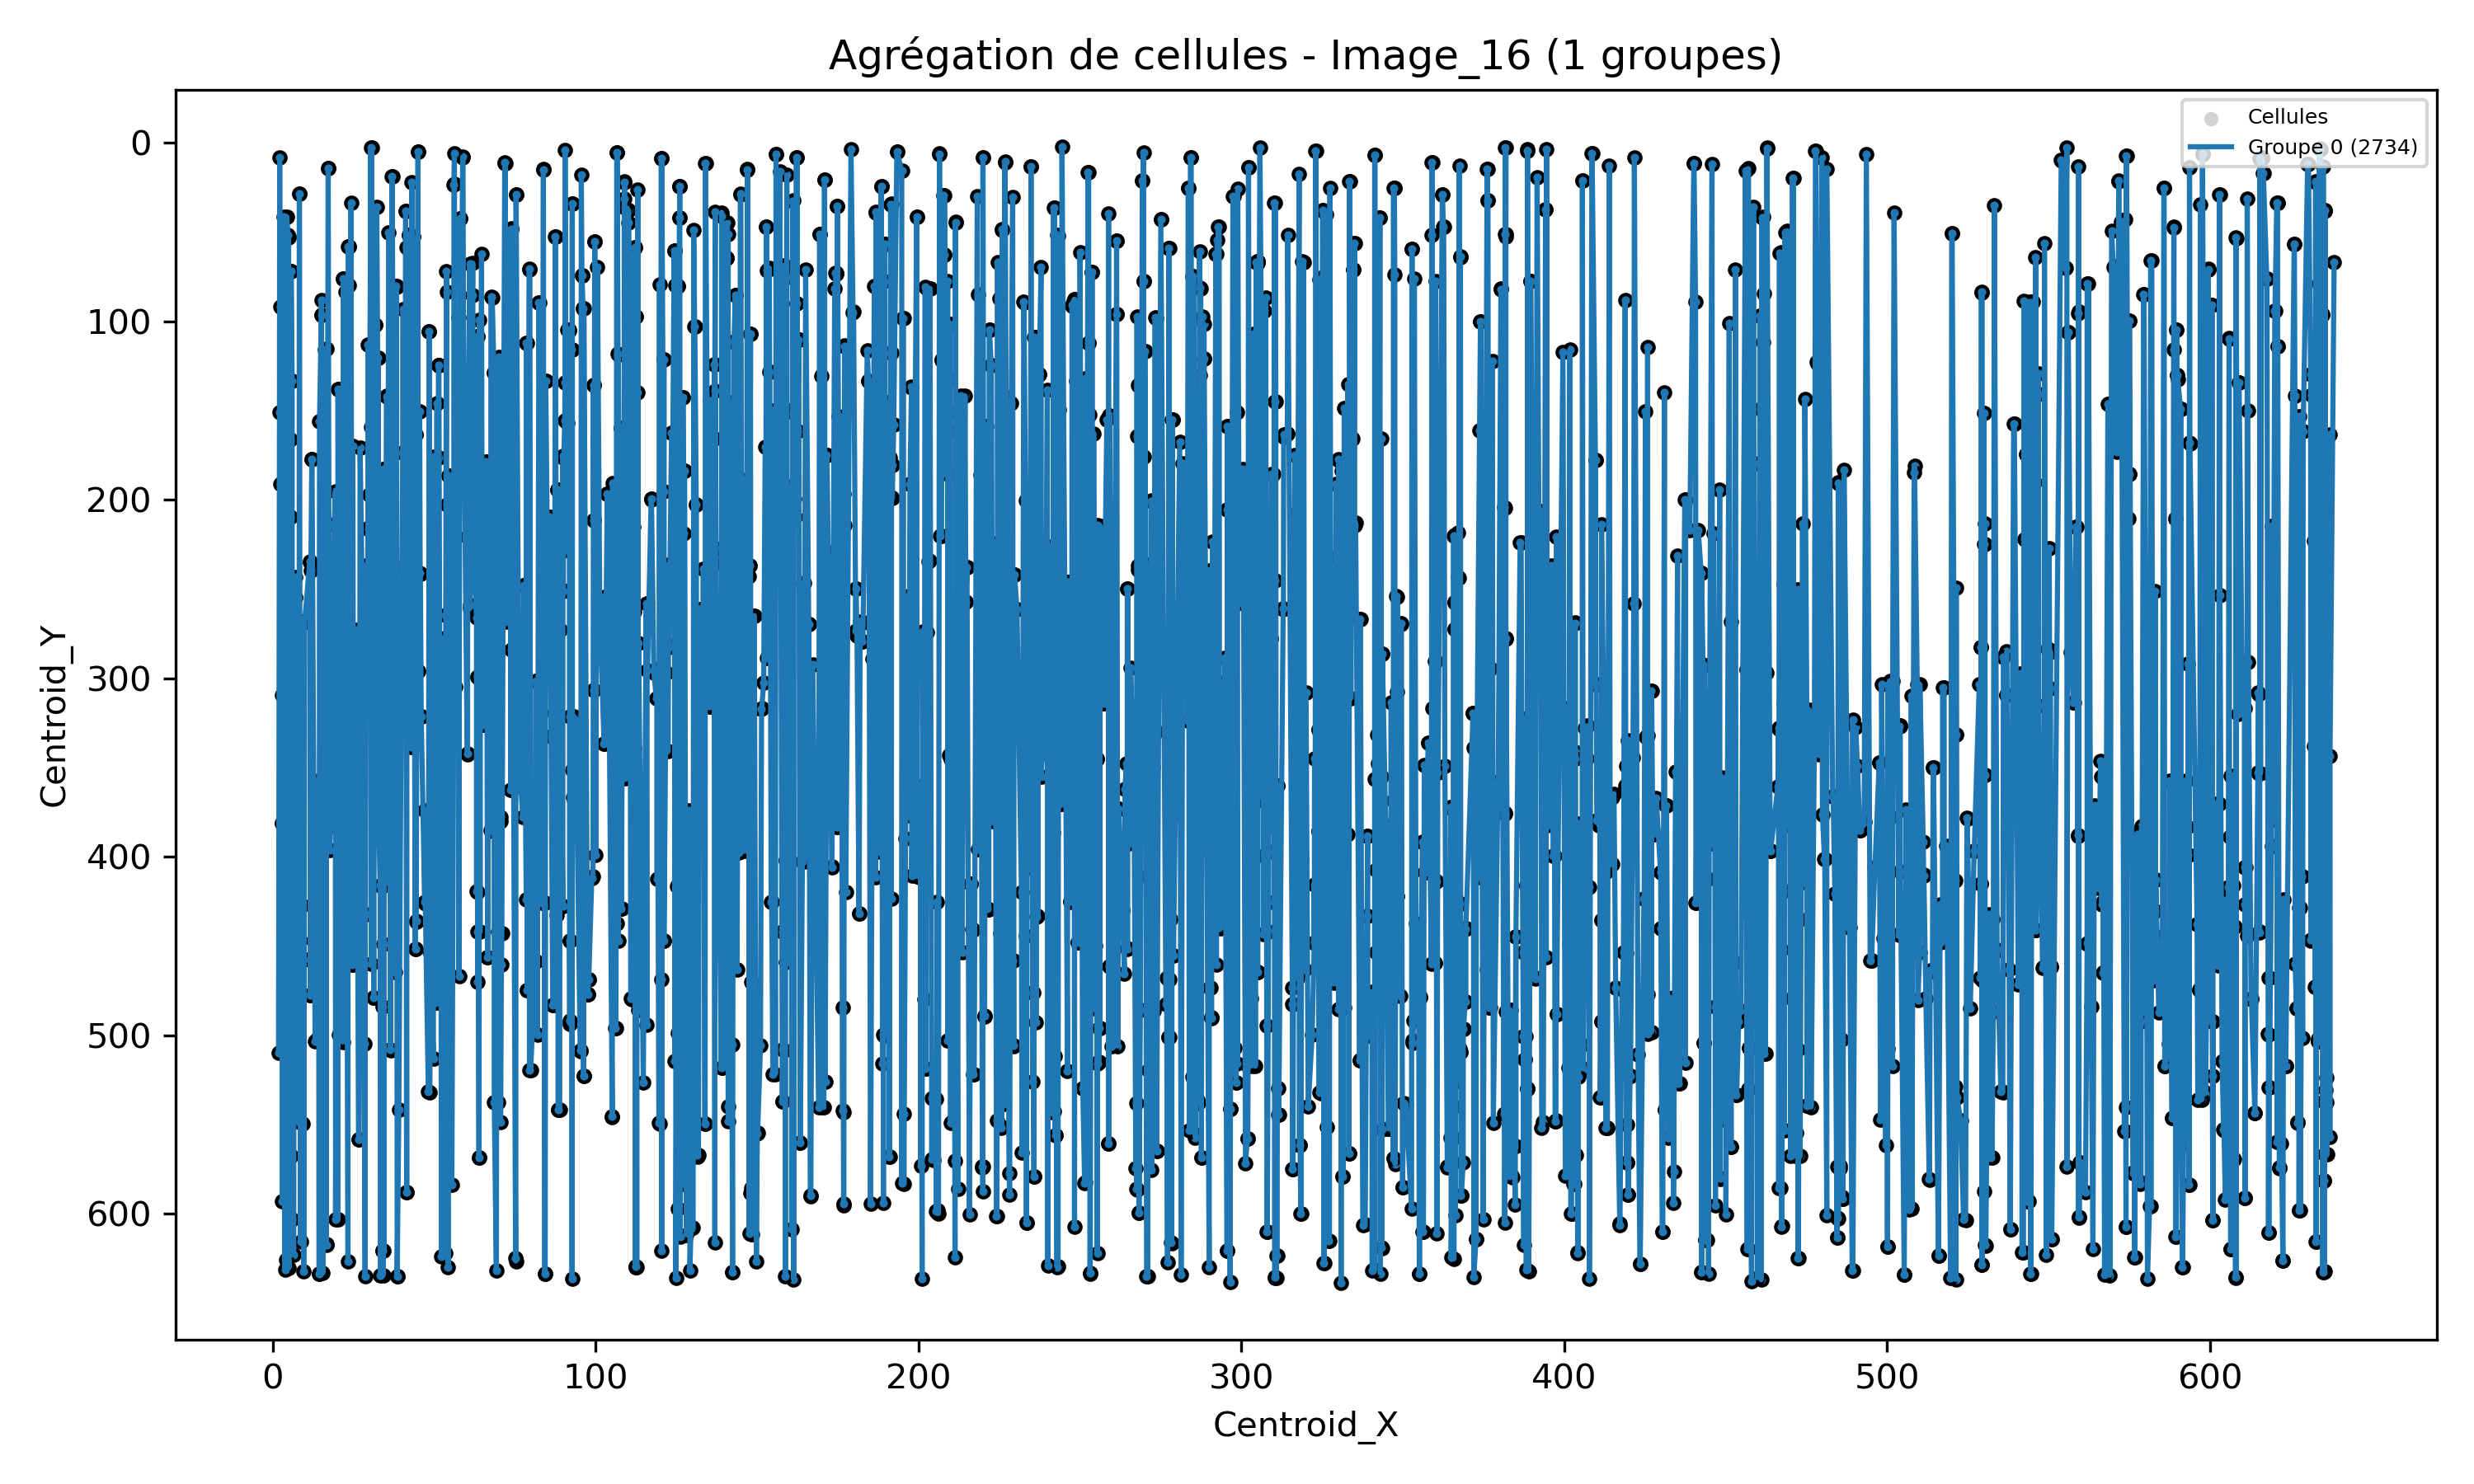 Agrégation de cellules - Image_16 (1 groupes)
Cellules
Groupe 0 (2734)
Centroid_Y
0
100
200
300
400
500
600
0 100 200 300 400 500 600
Centroid_X